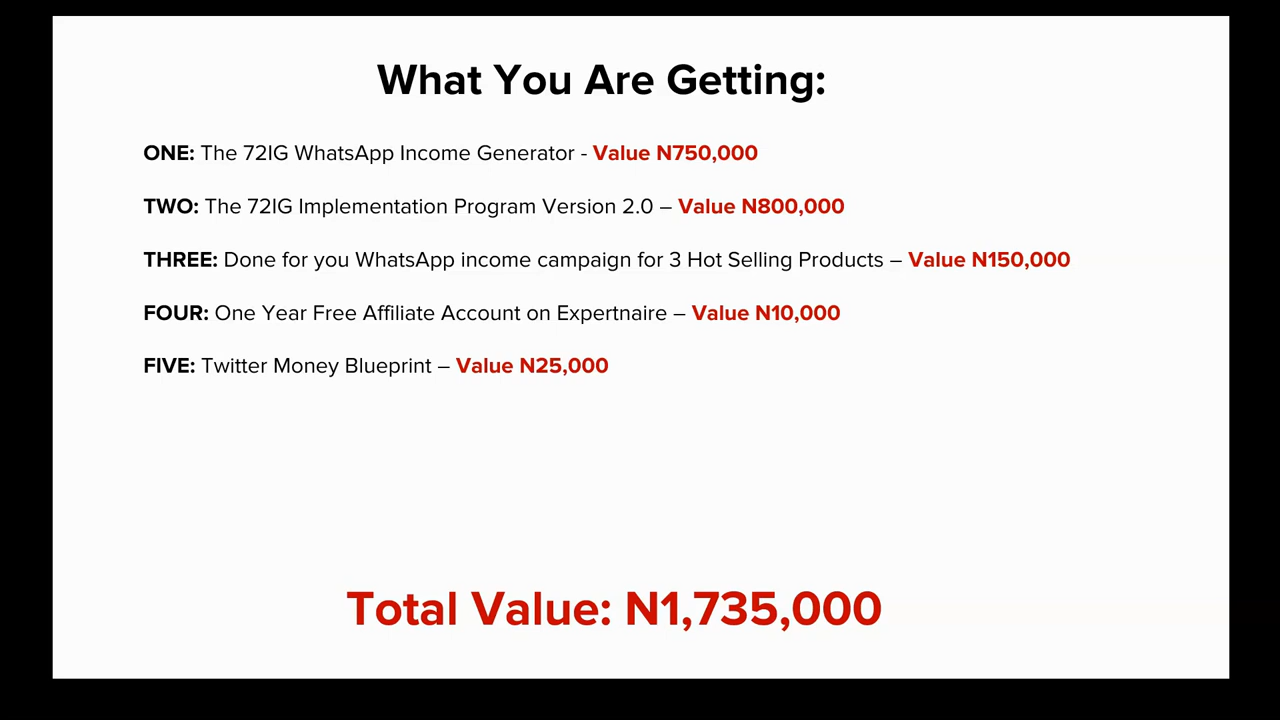 What You Are Getting:
ONE: The 72IG WhatsApp Income Generator - Value N750,000
TWO: The 72IG Implementation Program Version 2.0 – Value N800,000
THREE: Done for you WhatsApp income campaign for 3 Hot Selling Products – Value N150,000
FOUR: One Year Free Affiliate Account on Expertnaire – Value N10,000
FIVE: Twitter Money Blueprint – Value N25,000
Total Value: N1,735,000